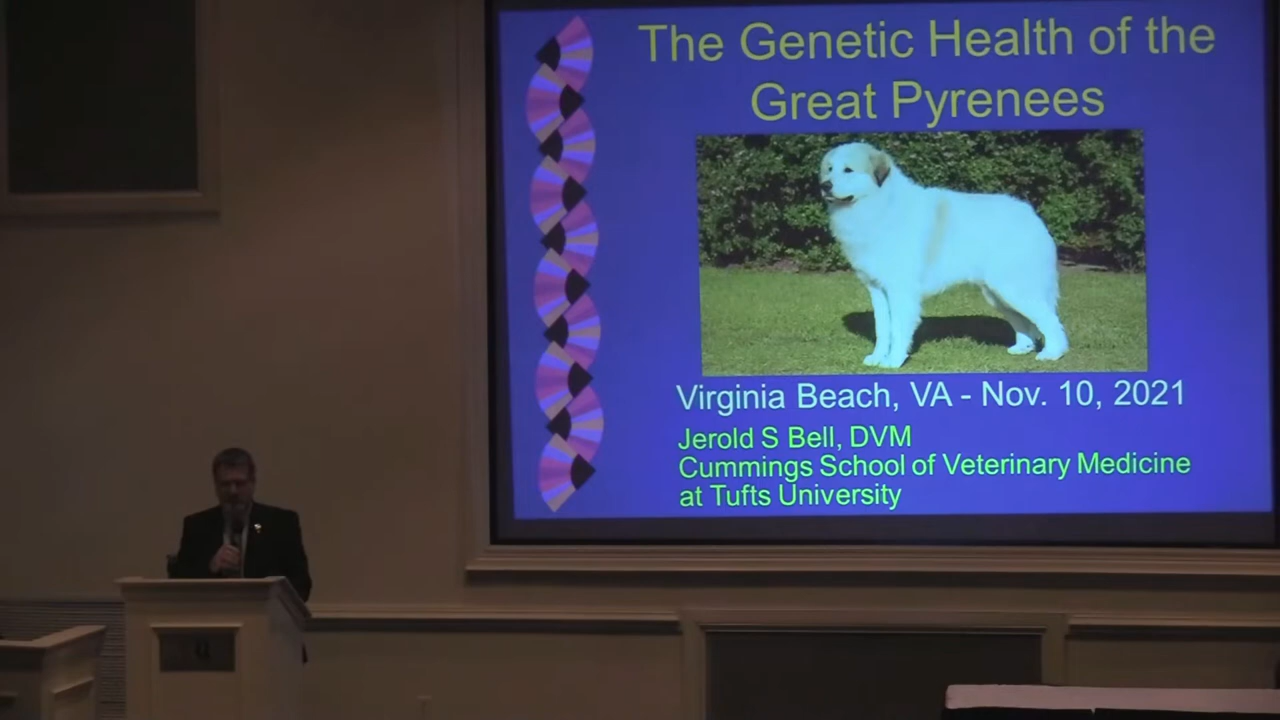 The Genetic Health of the
Great Pyrenees
Virginia Beach, VA - Nov. 10, 2021
Jerold S Bell, DVM
Cummings School of Veterinary Medicine
at Tufts University